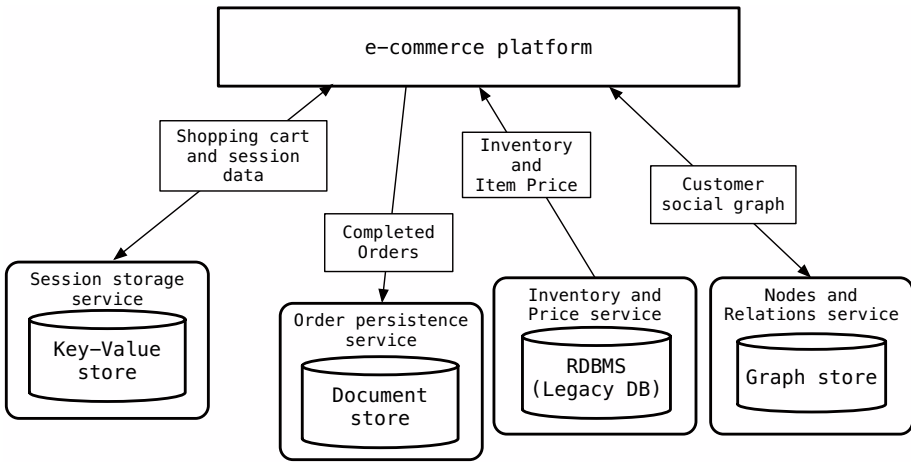 e-commerce platform
Shopping cart
and session
data
Inventory
and
Item Price
Customer
social graph
Completed
Orders
Session storage
service
Key-Value
store
Order persistence
service
Document
store
Inventory and
Price service
RDBMS
(Legacy DB)
Nodes and
Relations service
Graph store